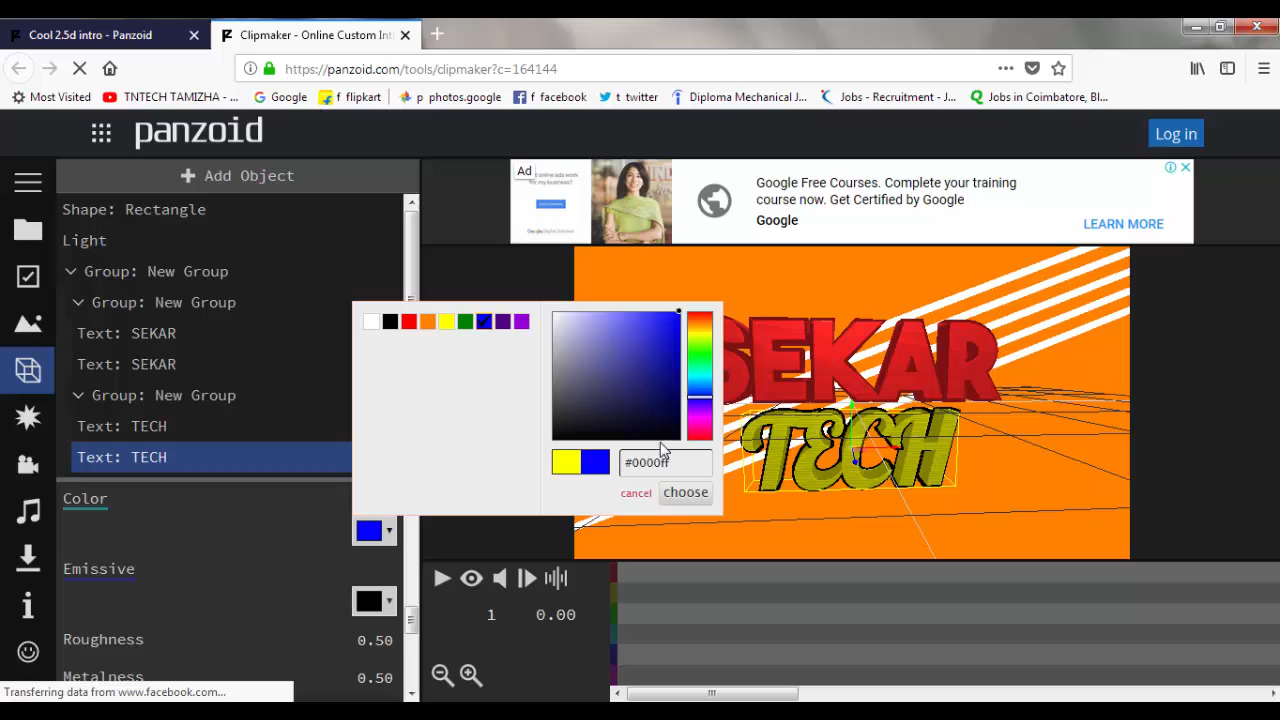 Cool 2.5d intro - Panzoid
Clipmaker - Online Custom Int
https://panzoid.com/tools/clipmaker?c=164144
Most Visited
TNTECH TAMIZHA - ...
Google
f flipkart
p photos.google
f facebook
t twitter
Diploma Mechanical J...
Jobs - Recruitment - J...
Jobs in Coimbatore, Bl...
panzoid
Log in
Add Object
Ad
Google Free Courses. Complete your training
course now. Get Certified by Google
Google
LEARN MORE
Shape: Rectangle
Light
Group: New Group
Group: New Group
Text: SEKAR
Text: SEKAR
Group: New Group
Text: TECH
Text: TECH
SEKAR
TECH
#0000ff
cancel
choose
Color
Emissive
Roughness 0.50
Metalness 0.50
1 0.00
Transferring data from www.facebook.com...